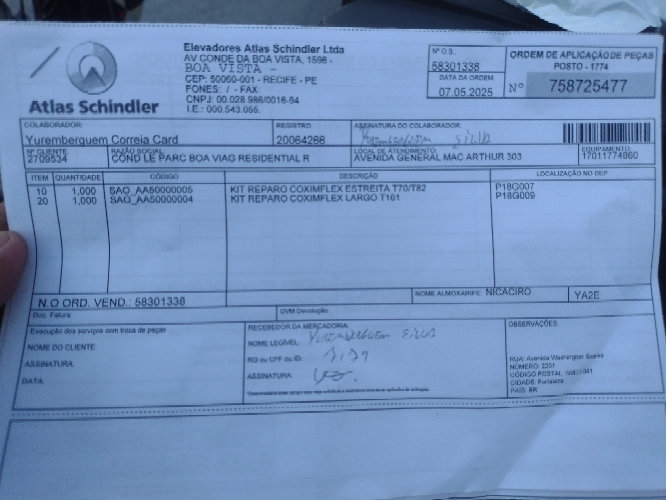 Atlas Schindler
Elevadores Atlas Schindler Ltda
AV CONDE DA BOA VISTA, 1596 -
BOA VISTA -
CEP: 50000-001 - RECIFE - PE
FONES: / - FAX:
CNPJ: 00.028.986/0016-94
I.E.: 000.543.055.
Nº O.S.
58301338
DATA DA ORDEM
07.05.2025
ORDEM DE APLICAÇÃO DE PEÇAS
POSTO - 1774
Nº 758725477
COLABORADOR: REGISTRO: ASSINATURA DO COLABORADOR:
Yuremberguem Correia Card 20064266
Nº CLIENTE RAZÃO SOCIAL: LOCAL DE ATENDIMENTO: EQUIPAMENTO:
2709534 COND LE PARC BOA VIAG RESIDENTIAL R AVENIDA GENERAL MAC ARTHUR 303 17011774060
ITEM QUANTIDADE CÓDIGO DESCRIÇÃO LOCALIZAÇÃO NO DEP.
10 1,000 SAO_AA50000005 KIT REPARO COXIMFLEX ESTREITA T70/T82 P18G007
20 1,000 SAO_AA50000004 KIT REPARO COXIMFLEX LARGO T161 P18G009
N.O ORD. VEND.: 58301338 NOME ALMOXARIFE: NICACIRO YA2E
Doc. Fatura: OVM Devolução:
Execução dos serviços com troca de peças
NOME DO CLIENTE:
ASSINATURA:
DATA:
RECEBEDOR DA MERCADORIA
NOME LEGÍVEL:
RG ou CPF ou ID:
ASSINATURA:
OBSERVAÇÕES:
RUA: Avenida Washington Soares
NÚMERO: 3351
CÓDIGO POSTAL:
CIDADE: Fortaleza
PAÍS: BR